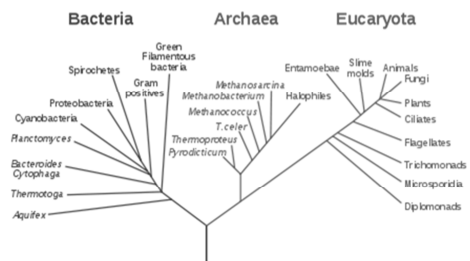 Bacteria
Archaea
Eucaryota
Green
Filamentous
bacteria
Spirochetes
Gram
positives
Proteobacteria
Cyanobacteria
Planctomyces
Bacteroides
Cytophaga
Thermotoga
Aquifex
Methanosarcina
Methanobacterium
Halophiles
Methanococcus
T.celer
Thermoproteus
Pyrodicticum
Entamoebae
Slime
molds
Animals
Fungi
Plants
Ciliates
Flagellates
Trichomonads
Microsporidia
Diplomonads